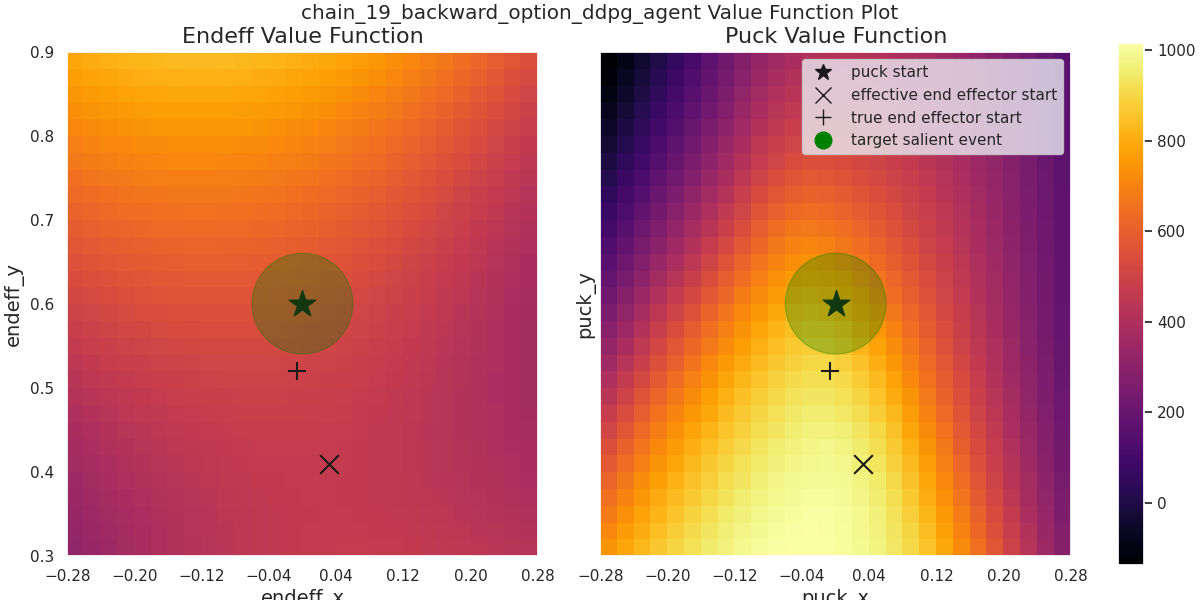 chain_19_backward_option_ddpg_agent Value Function Plot
Endeff Value Function
Puck Value Function
0.9
0.8
0.7
0.6
0.5
0.4
0.3
endeff_y
−0.28 −0.20 −0.12 −0.04 0.04 0.12 0.20 0.28
endeff_x
puck_y
puck start
effective end effector start
true end effector start
target salient event
−0.28 −0.20 −0.12 −0.04 0.04 0.12 0.20 0.28
puck_x
1000
800
600
400
200
0